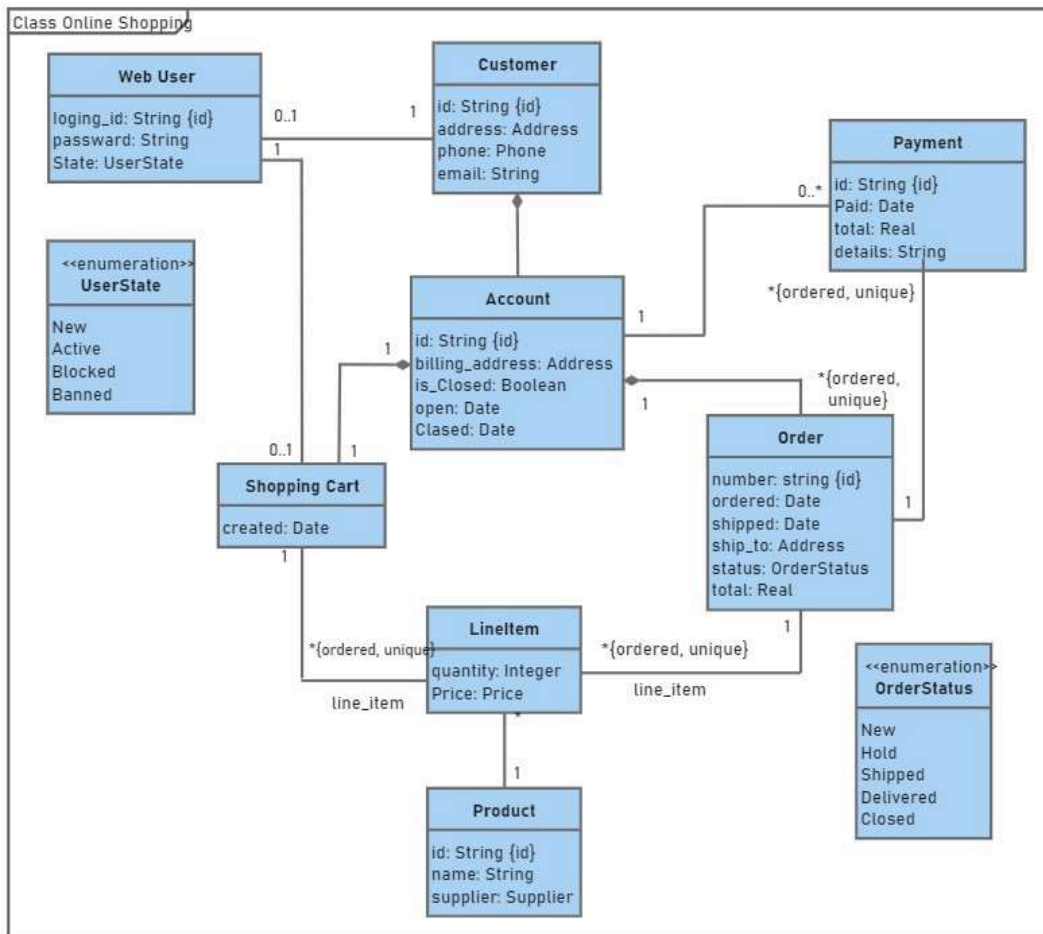 Class Online Shopping
Web User
loging_id: String {id}
passward: String
State: UserState
0..1
1
1
Customer
id: String {id}
address: Address
phone: Phone
email: String
Payment
id: String {id}
Paid: Date
total: Real
details: String
0..*
*{ordered, unique}
<<enumeration>>
UserState
New
Active
Blocked
Banned
Account
id: String {id}
billing_address: Address
is_Closed: Boolean
open: Date
Clased: Date
1
1
1
*{ordered,
unique}
Order
number: string {id}
ordered: Date
shipped: Date
ship_to: Address
status: OrderStatus
total: Real
1
1
0..1
1
Shopping Cart
created: Date
1
*{ordered, unique}
line_item
LineItem
quantity: Integer
Price: Price
*{ordered, unique}
line_item
*
1
Product
id: String {id}
name: String
supplier: Supplier
<<enumeration>>
OrderStatus
New
Hold
Shipped
Delivered
Closed